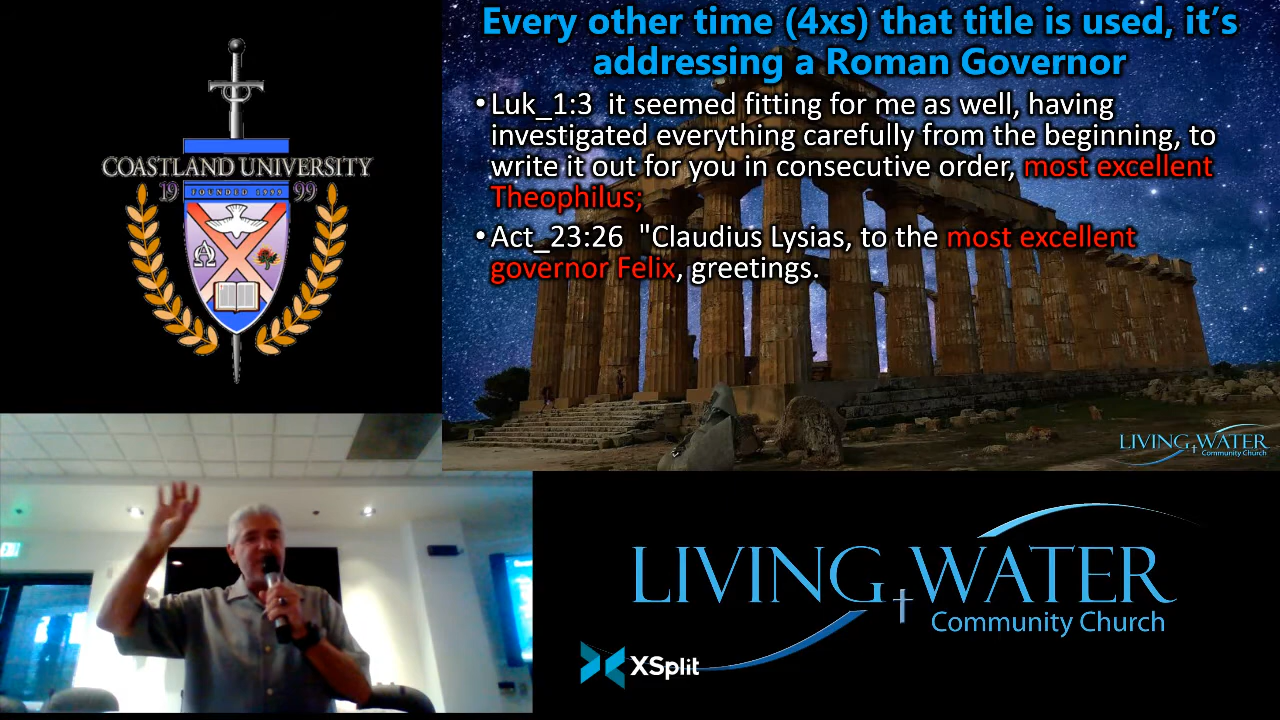 COASTLAND UNIVERSITY
19 FOUNDED 1999 99
Every other time (4xs) that title is used, it’s
addressing a Roman Governor
•Luk_1:3 it seemed fitting for me as well, having
investigated everything carefully from the beginning, to
write it out for you in consecutive order, most excellent
Theophilus;
•Act_23:26 "Claudius Lysias, to the most excellent
governor Felix, greetings.
LIVING WATER
Community Church
LIVING WATER
Community Church
XSplit